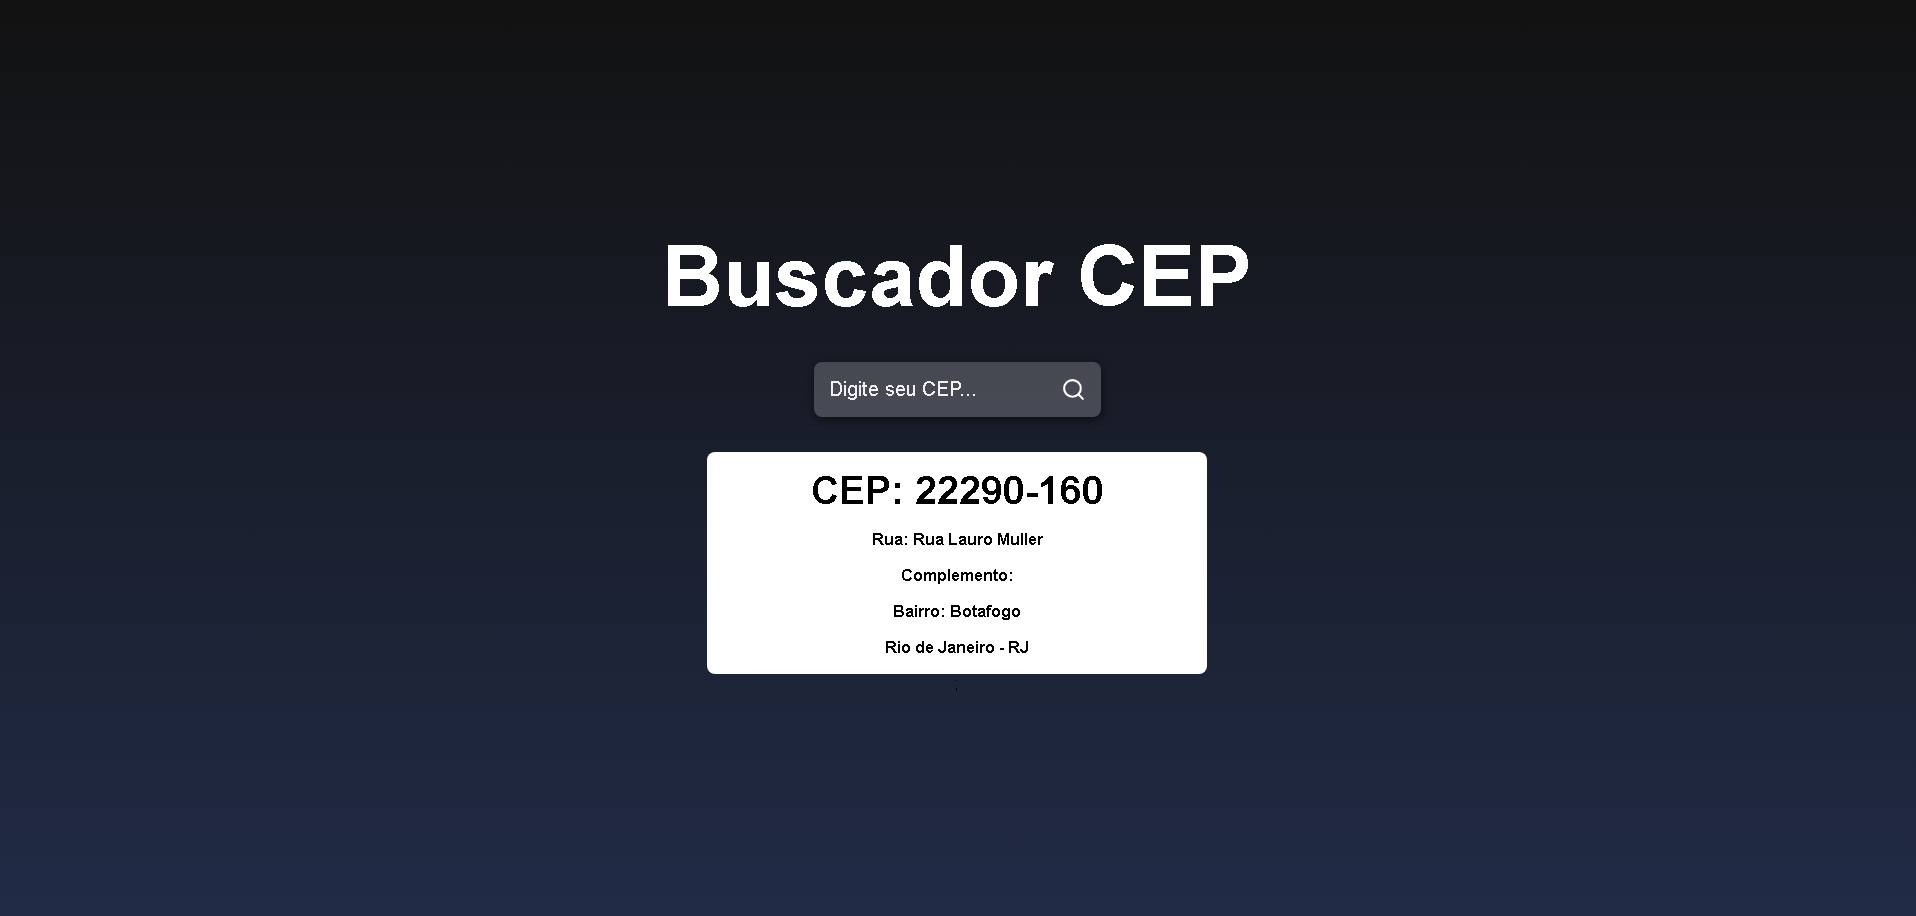 Buscador CEP
Digite seu CEP...
CEP: 22290-160
Rua: Rua Lauro Muller
Complemento:
Bairro: Botafogo
Rio de Janeiro - RJ
;